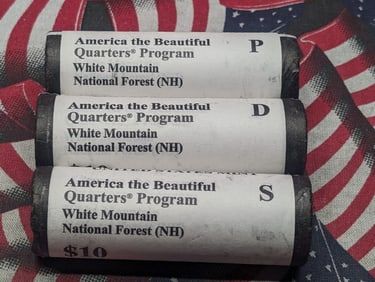 America the Beautiful P
Quarters® Program
White Mountain
National Forest (NH)
America the Beautiful D
Quarters® Program
White Mountain
National Forest (NH)
America the Beautiful S
Quarters® Program
White Mountain
National Forest (NH)
$10